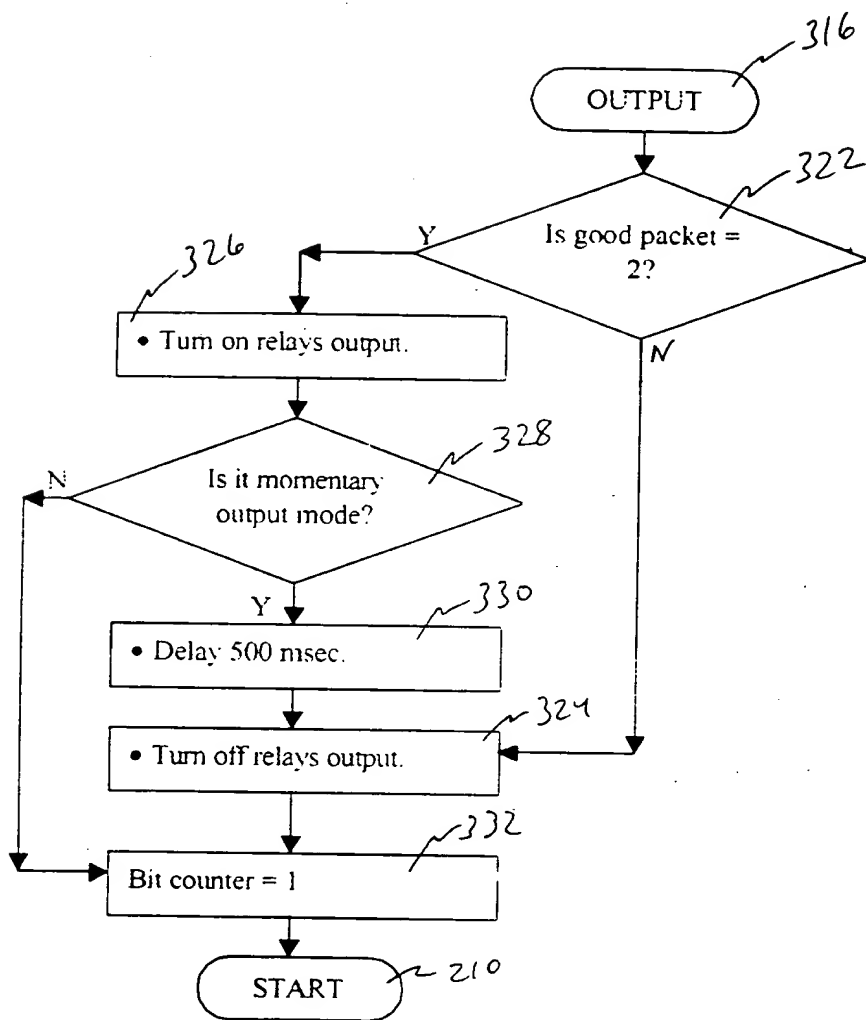 316
OUTPUT
322
Is good packet =
2?
Y
N
326
• Turn on relays output.
328
Is it momentary
output mode?
N
Y
330
• Delay 500 msec.
324
• Turn off relays output.
332
Bit counter = 1
START
210